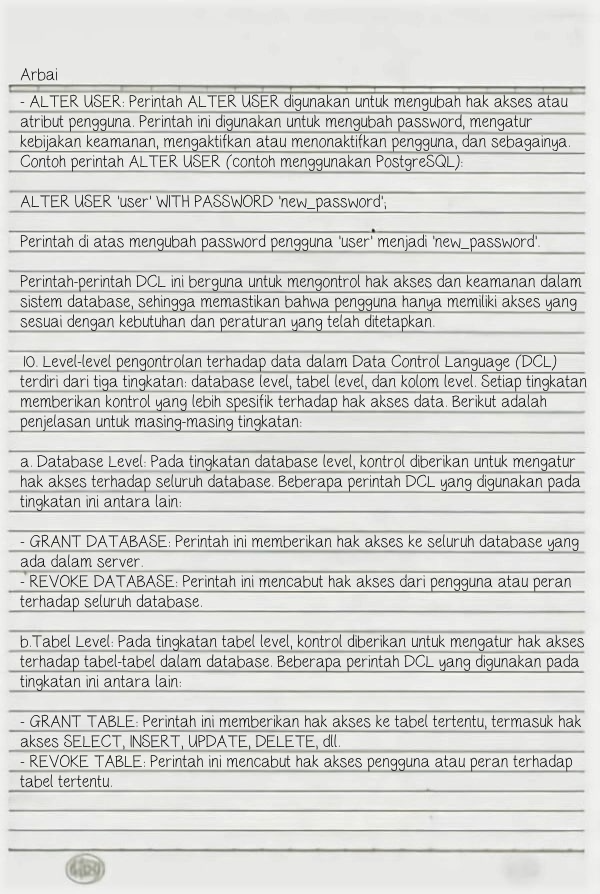 Arbai
- ALTER USER: Perintah ALTER USER digunakan untuk mengubah hak akses atau
atribut pengguna. Perintah ini digunakan untuk mengubah password, mengatur
kebijakan keamanan, mengaktifkan atau menonaktifkan pengguna, dan sebagainya.
Contoh perintah ALTER USER (contoh menggunakan PostgreSQL):
ALTER USER 'user' WITH PASSWORD 'new_password';
Perintah di atas mengubah password pengguna 'user' menjadi 'new_password'.
Perintah-perintah DCL ini berguna untuk mengontrol hak akses dan keamanan dalam
sistem database, sehingga memastikan bahwa pengguna hanya memiliki akses yang
sesuai dengan kebutuhan dan peraturan yang telah ditetapkan.
10. Level-level pengontrolan terhadap data dalam Data Control Language (DCL)
terdiri dari tiga tingkatan: database level, tabel level, dan kolom level. Setiap tingkatan
memberikan kontrol yang lebih spesifik terhadap hak akses data. Berikut adalah
penjelasan untuk masing-masing tingkatan:
a. Database Level: Pada tingkatan database level, kontrol diberikan untuk mengatur
hak akses terhadap seluruh database. Beberapa perintah DCL yang digunakan pada
tingkatan ini antara lain:
- GRANT DATABASE: Perintah ini memberikan hak akses ke seluruh database yang
ada dalam server.
- REVOKE DATABASE: Perintah ini mencabut hak akses dari pengguna atau peran
terhadap seluruh database.
b.Tabel Level: Pada tingkatan tabel level, kontrol diberikan untuk mengatur hak akses
terhadap tabel-tabel dalam database. Beberapa perintah DCL yang digunakan pada
tingkatan ini antara lain:
- GRANT TABLE: Perintah ini memberikan hak akses ke tabel tertentu, termasuk hak
akses SELECT, INSERT, UPDATE, DELETE, dll.
- REVOKE TABLE: Perintah ini mencabut hak akses pengguna atau peran terhadap
tabel tertentu.